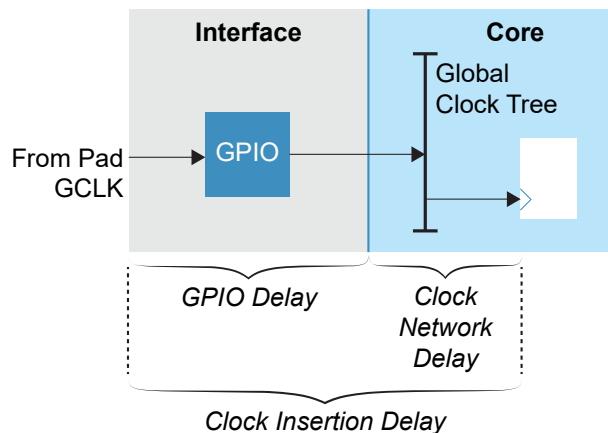 Interface
Core
Global
Clock Tree
From Pad
GCLK
GPIO
GPIO Delay
Clock
Network
Delay
Clock Insertion Delay